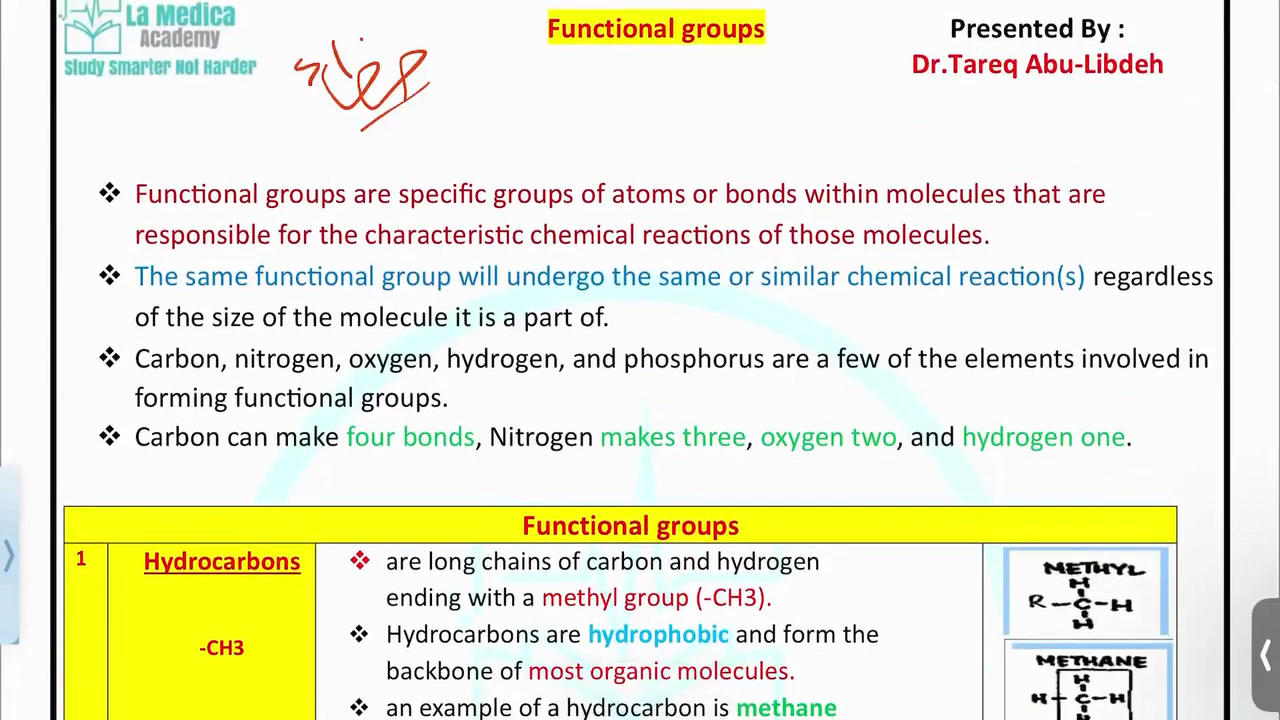 La Medica
Academy
Study Smarter Not Harder
Functional groups
Presented By :
Dr.Tareq Abu-Libdeh
❖ Functional groups are specific groups of atoms or bonds within molecules that are
responsible for the characteristic chemical reactions of those molecules.
❖ The same functional group will undergo the same or similar chemical reaction(s) regardless
of the size of the molecule it is a part of.
❖ Carbon, nitrogen, oxygen, hydrogen, and phosphorus are a few of the elements involved in
forming functional groups.
❖ Carbon can make four bonds, Nitrogen makes three, oxygen two, and hydrogen one.
Functional groups
1
Hydrocarbons
-CH3
❖ are long chains of carbon and hydrogen
ending with a methyl group (-CH3).
❖ Hydrocarbons are hydrophobic and form the
backbone of most organic molecules.
❖ an example of a hydrocarbon is methane
METHYL
H
R-C-H
H
METHANE
H
H-C-H